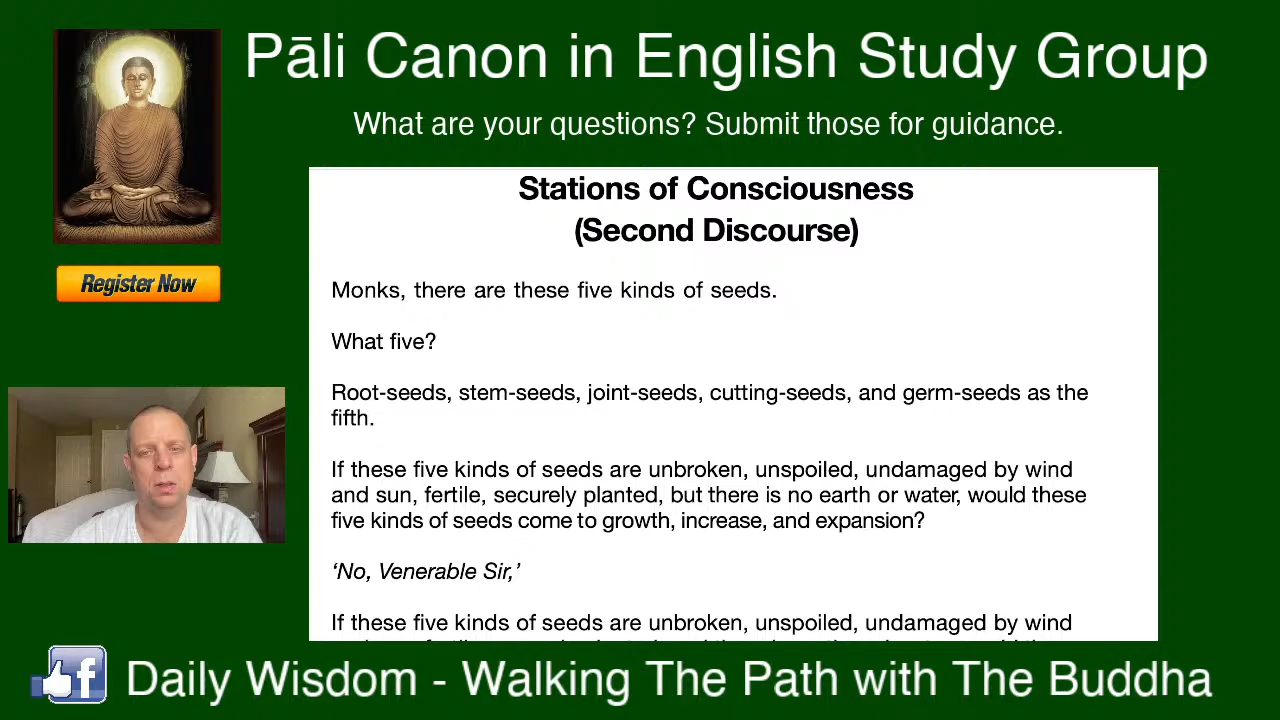 Pāli Canon in English Study Group
What are your questions? Submit those for guidance.
Register Now
Stations of Consciousness
(Second Discourse)
Monks, there are these five kinds of seeds.
What five?
Root-seeds, stem-seeds, joint-seeds, cutting-seeds, and germ-seeds as the
fifth.
If these five kinds of seeds are unbroken, unspoiled, undamaged by wind
and sun, fertile, securely planted, but there is no earth or water, would these
five kinds of seeds come to growth, increase, and expansion?
‘No, Venerable Sir,’
If these five kinds of seeds are unbroken, unspoiled, undamaged by wind
f
Daily Wisdom - Walking The Path with The Buddha